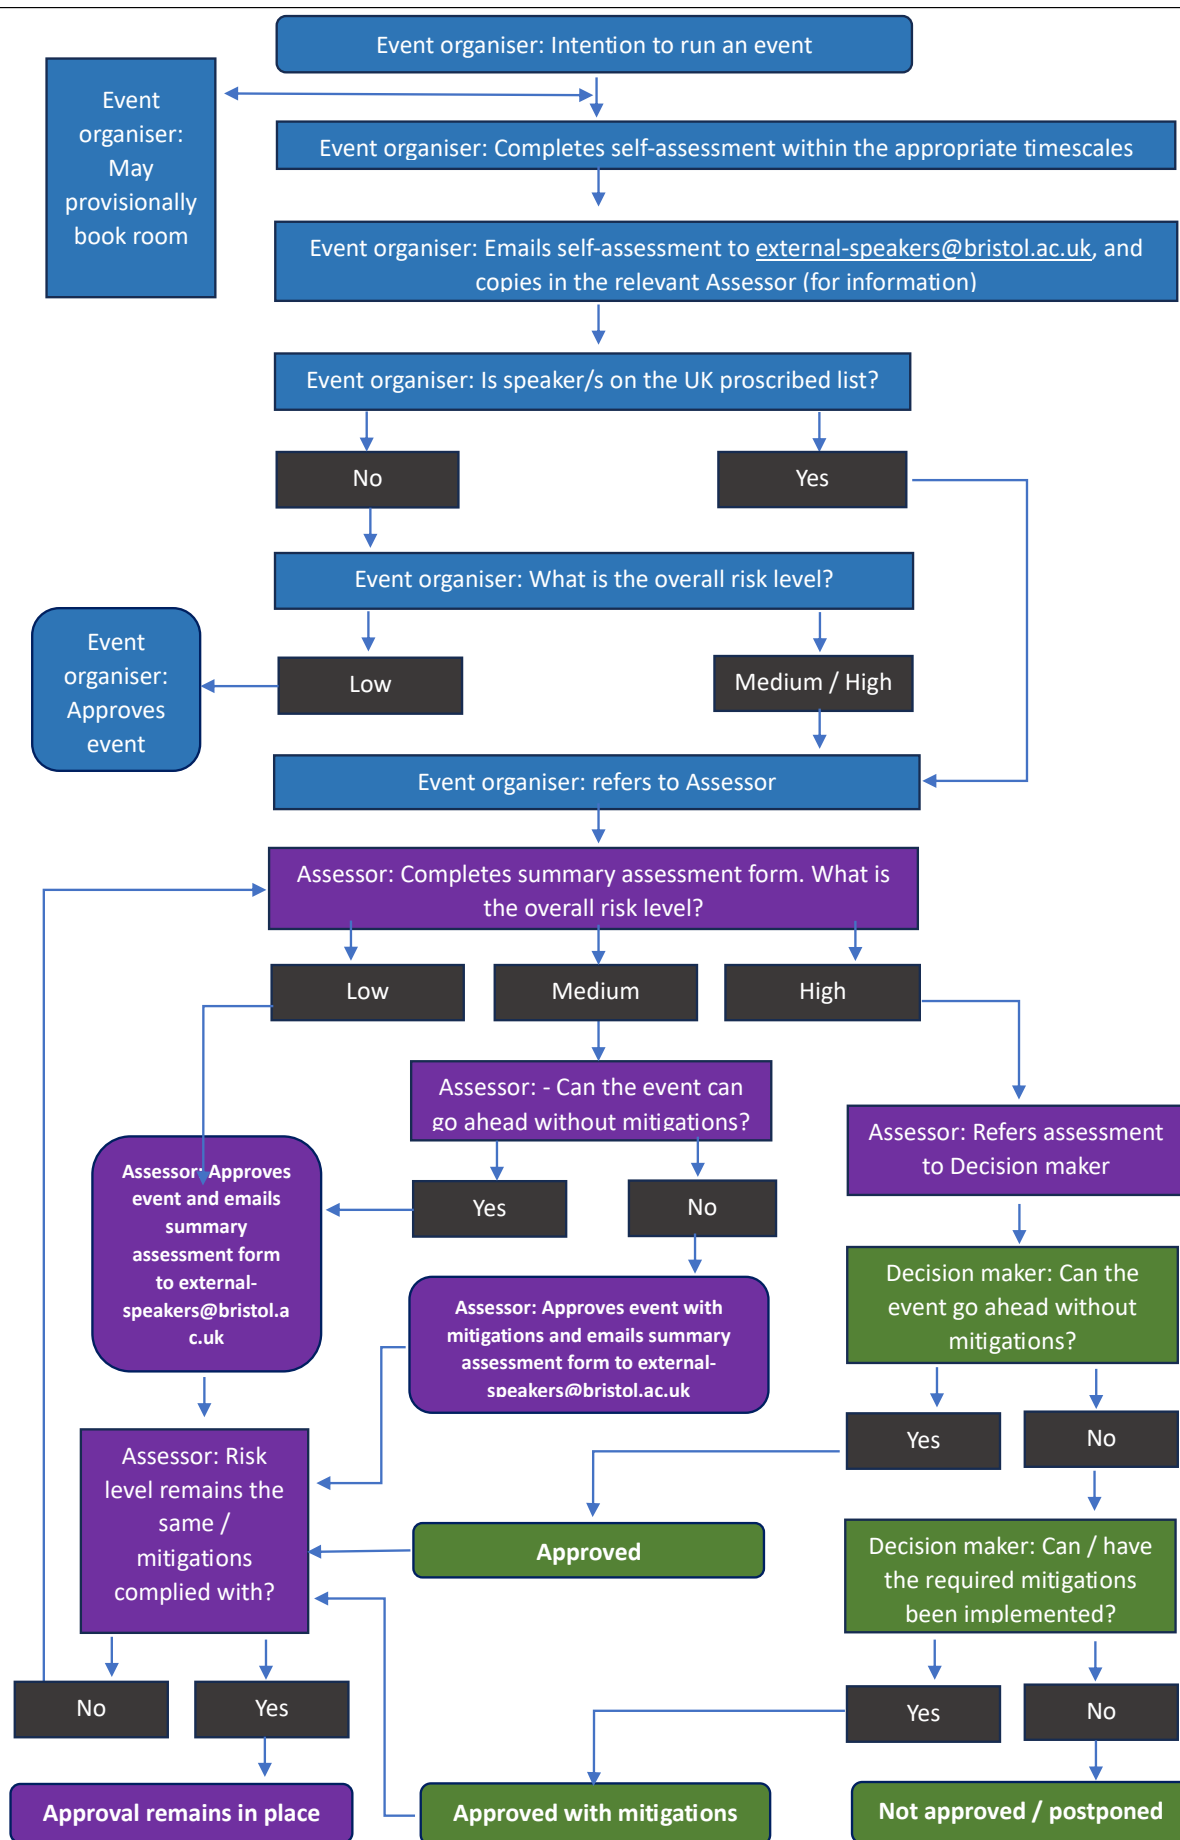 Event organiser: Intention to run an event
Event
organiser:
May
provisionally
book room
Event organiser: Completes self-assessment within the appropriate timescales
Event organiser: Emails self-assessment to external-speakers@bristol.ac.uk, and
copies in the relevant Assessor (for information)
Event organiser: Is speaker/s on the UK proscribed list?
No
Yes
Event organiser: What is the overall risk level?
Event
organiser:
Approves
event
Low
Medium / High
Event organiser: refers to Assessor
Assessor: Completes summary assessment form. What is
the overall risk level?
Low
Medium
High
Assessor: - Can the event can
go ahead without mitigations?
Assessor: Refers assessment
to Decision maker
Assessor: Approves
event and emails
summary
assessment form
to external-
speakers@bristol.a
c.uk
Yes
No
Decision maker: Can the
event go ahead without
mitigations?
Assessor: Approves event with
mitigations and emails summary
assessment form to external-
speakers@bristol.ac.uk
Yes
No
Assessor: Risk
level remains the
same /
mitigations
complied with?
Approved
Decision maker: Can / have
the required mitigations
been implemented?
No
Yes
Yes
No
Approval remains in place
Approved with mitigations
Not approved / postponed